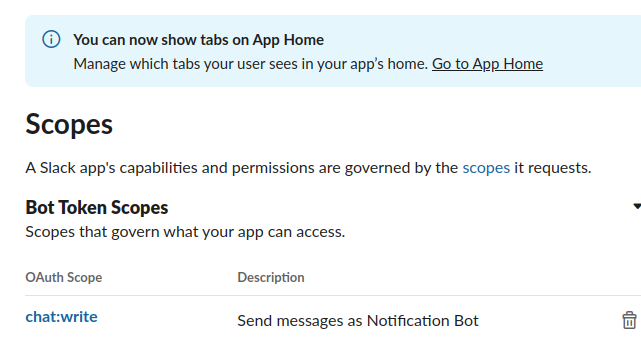 You can now show tabs on App Home
Manage which tabs your user sees in your app’s home. Go to App Home
Scopes
A Slack app's capabilities and permissions are governed by the scopes it requests.
Bot Token Scopes
Scopes that govern what your app can access.
OAuth Scope Description
chat:write Send messages as Notification Bot